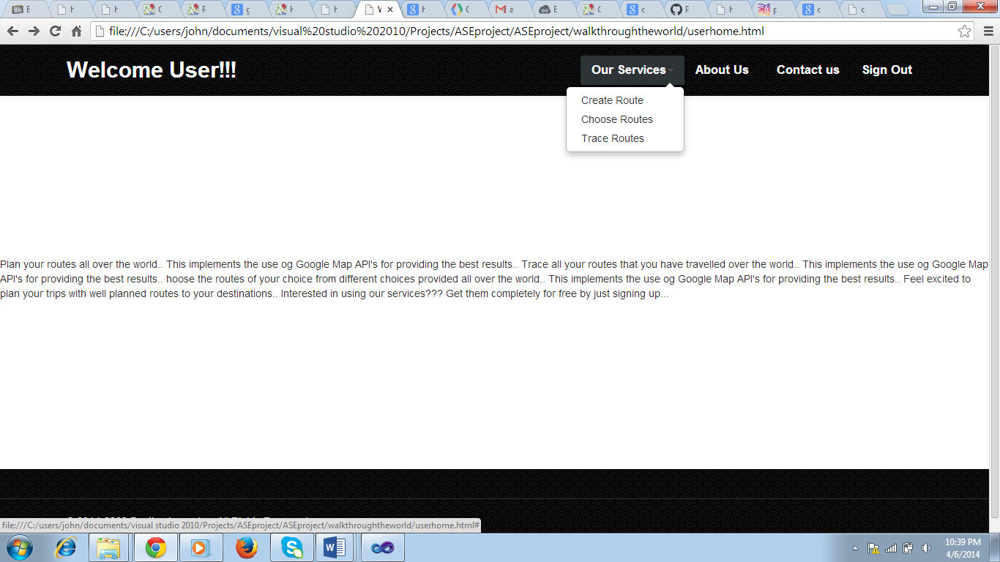 Bb E
H
H
G
F
g
H
H
W
H
G
a
E
G
c
F
H
p
c
c
file:///C:/users/john/documents/visual%20studio%202010/Projects/ASEproject/ASEproject/walkthroughtheworld/userhome.html
Welcome User!!!
Our Services About Us Contact us Sign Out
Create Route
Choose Routes
Trace Routes
Plan your routes all over the world.. This implements the use og Google Map API's for providing the best results.. Trace all your routes that you have travelled over the world.. This implements the use og Google Map
API's for providing the best results.. hoose the routes of your choice from different choices provided all over the world.. This implements the use og Google Map API's for providing the best results.. Feel excited to
plan your trips with well planned routes to your destinations.. Interested in using our services??? Get them completely for free by just signing up...
file:///C:/users/john/documents/visual studio 2010/Projects/ASEproject/ASEproject/walkthroughtheworld/userhome.html#
10:39 PM
4/6/2014